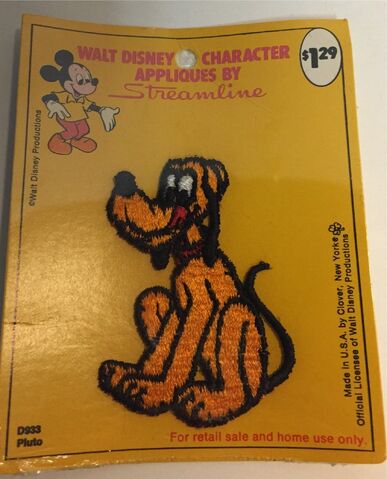 WALT DISNEY CHARACTER
APPLIQUES BY
Streamline
$1.29
©Walt Disney Productions
Made in U.S.A. by Clover, New York
Official Licensee of Walt Disney Productions
D933
Pluto
For retail sale and home use only.